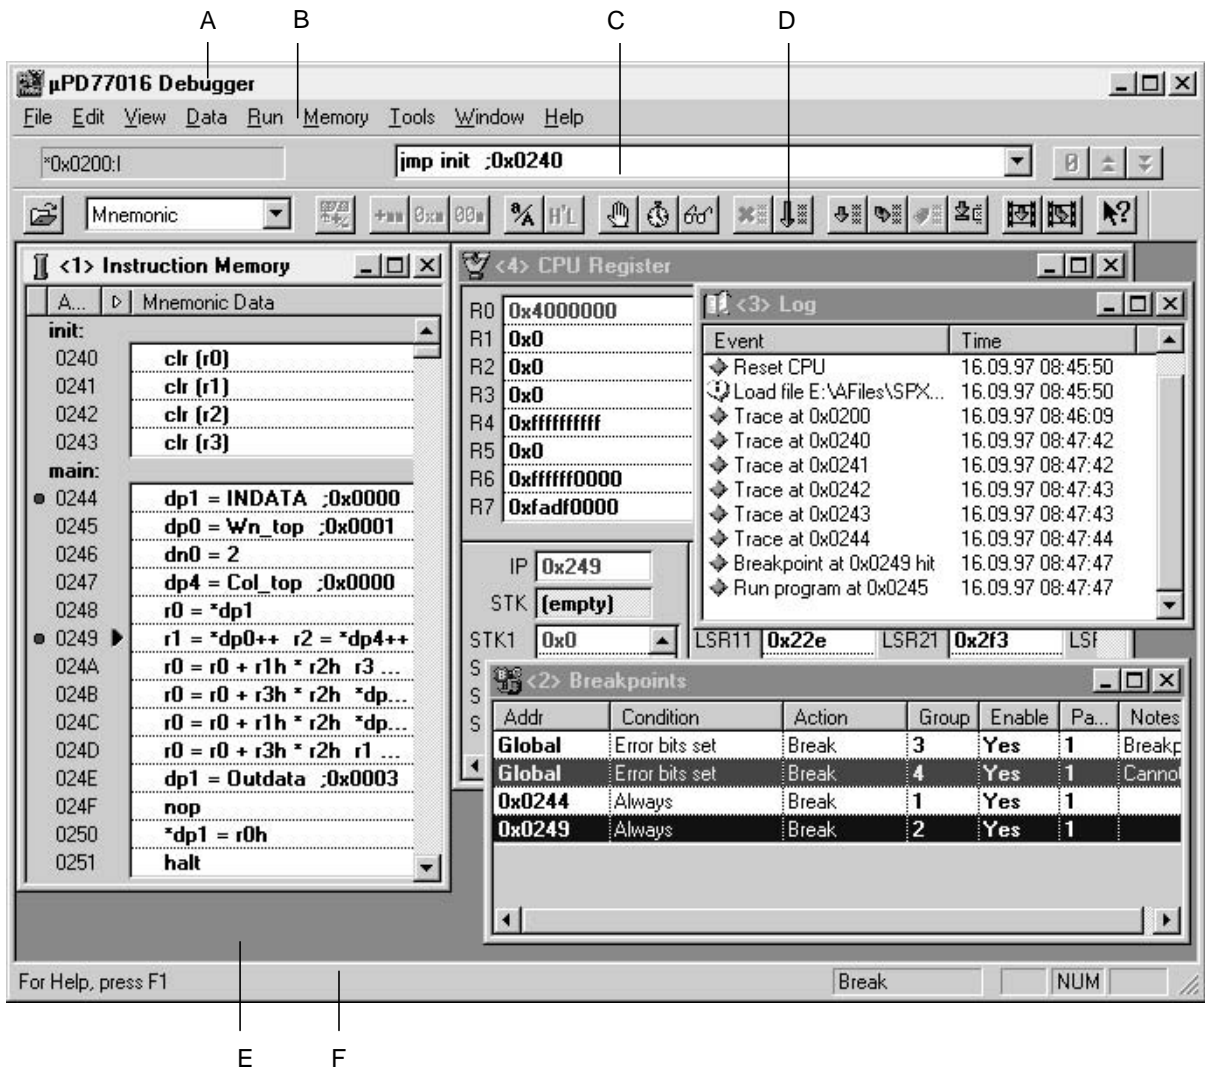 A B C D
µPD77016 Debugger
File Edit View Data Run Memory Tools Window Help
*0x0200:I
jmp init ;0x0240
Mnemonic
<1> Instruction Memory
A... Mnemonic Data
init:
0240 clr (r0)
0241 clr (r1)
0242 clr (r2)
0243 clr (r3)
main:
0244 dp1 = INDATA ;0x0000
0245 dp0 = Wn_top ;0x0001
0246 dn0 = 2
0247 dp4 = Col_top ;0x0000
0248 r0 = *dp1
0249 r1 = *dp0++ r2 = *dp4++
024A r0 = r0 + r1h * r2h r3 ...
024B r0 = r0 + r3h * r2h *dp...
024C r0 = r0 + r1h * r2h *dp...
024D r0 = r0 + r3h * r2h r1 ...
024E dp1 = Outdata ;0x0003
024F nop
0250 *dp1 = r0h
0251 halt
<4> CPU Register
R0 0x4000000
R1 0x0
R2 0x0
R3 0x0
R4 0xffffffffff
R5 0x0
R6 0xffffff0000
R7 0xfadf0000
IP 0x249
STK (empty)
STK1 0x0
LSR11 0x22e LSR21 0x2f3 LSF
S
S
S
<3> Log
Event Time
Reset CPU 16.09.97 08:45:50
Load file E:\AFiles\SPX... 16.09.97 08:45:50
Trace at 0x0200 16.09.97 08:46:09
Trace at 0x0240 16.09.97 08:47:42
Trace at 0x0241 16.09.97 08:47:42
Trace at 0x0242 16.09.97 08:47:43
Trace at 0x0243 16.09.97 08:47:43
Trace at 0x0244 16.09.97 08:47:44
Breakpoint at 0x0249 hit 16.09.97 08:47:47
Run program at 0x0245 16.09.97 08:47:47
<2> Breakpoints
Addr Condition Action Group Enable Pa... Notes
Global Error bits set Break 3 Yes 1 Breakp
Global Error bits set Break 4 Yes 1 Cannol
0x0244 Always Break 1 Yes 1
0x0249 Always Break 2 Yes 1
For Help, press F1 Break NUM
E F